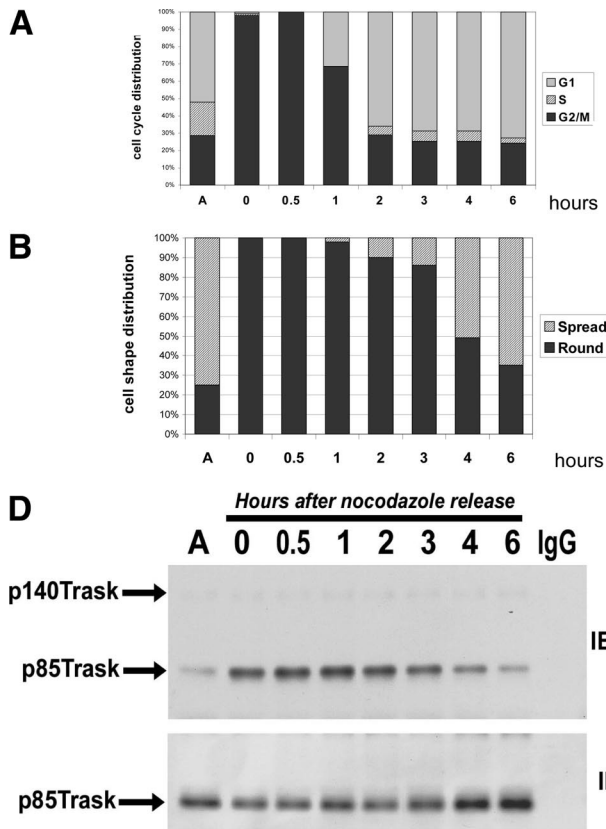 A
cell cycle distribution
100%
90%
80%
70%
60%
50%
40%
30%
20%
10%
0%
G1
S
G2/M
A 0 0.5 1 2 3 4 6 hours
B
cell shape distribution
100%
90%
80%
70%
60%
50%
40%
30%
20%
10%
0%
Spread
Round
A 0 0.5 1 2 3 4 6 hours
D
Hours after nocodazole release
A 0 0.5 1 2 3 4 6 IgG
p140Trask
p85Trask
p85Trask